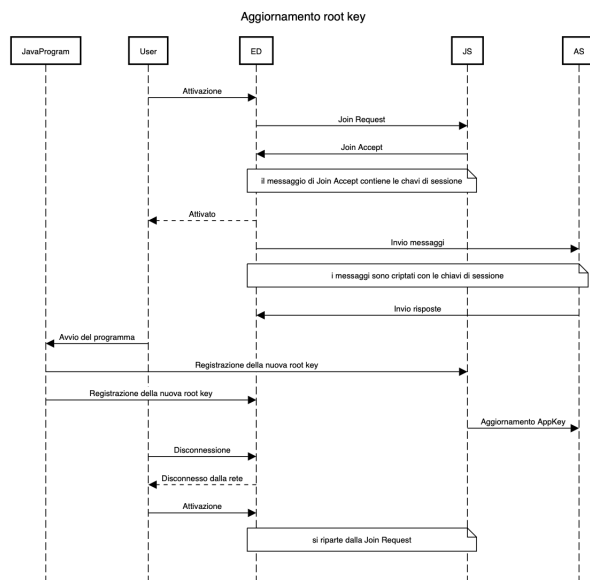 Aggiornamento root key
JavaProgram
User
ED
JS
AS
Attivazione
Join Request
Join Accept
il messaggio di Join Accept contiene le chavi di sessione
Attivato
Invio messaggi
i messaggi sono criptati con le chiavi di sessione
Invio risposte
Avvio del programma
Registrazione della nuova root key
Registrazione della nuova root key
Aggiornamento AppKey
Disconnessione
Disconnesso dalla rete
Attivazione
si riparte dalla Join Request